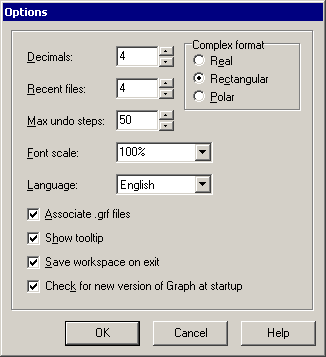 Options
Decimals: 4
Complex format
Real
Rectangular
Polar
Recent files: 4
Max undo steps: 50
Font scale: 100%
Language: English
Associate .grf files
Show tooltip
Save workspace on exit
Check for new version of Graph at startup
OK Cancel Help